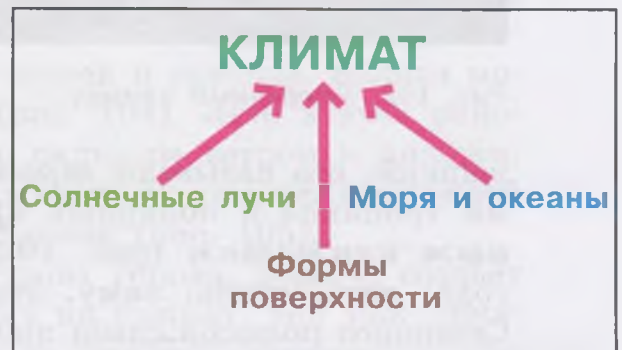 КЛИМАТ
Солнечные лучи
Моря и океаны
Формы
поверхности